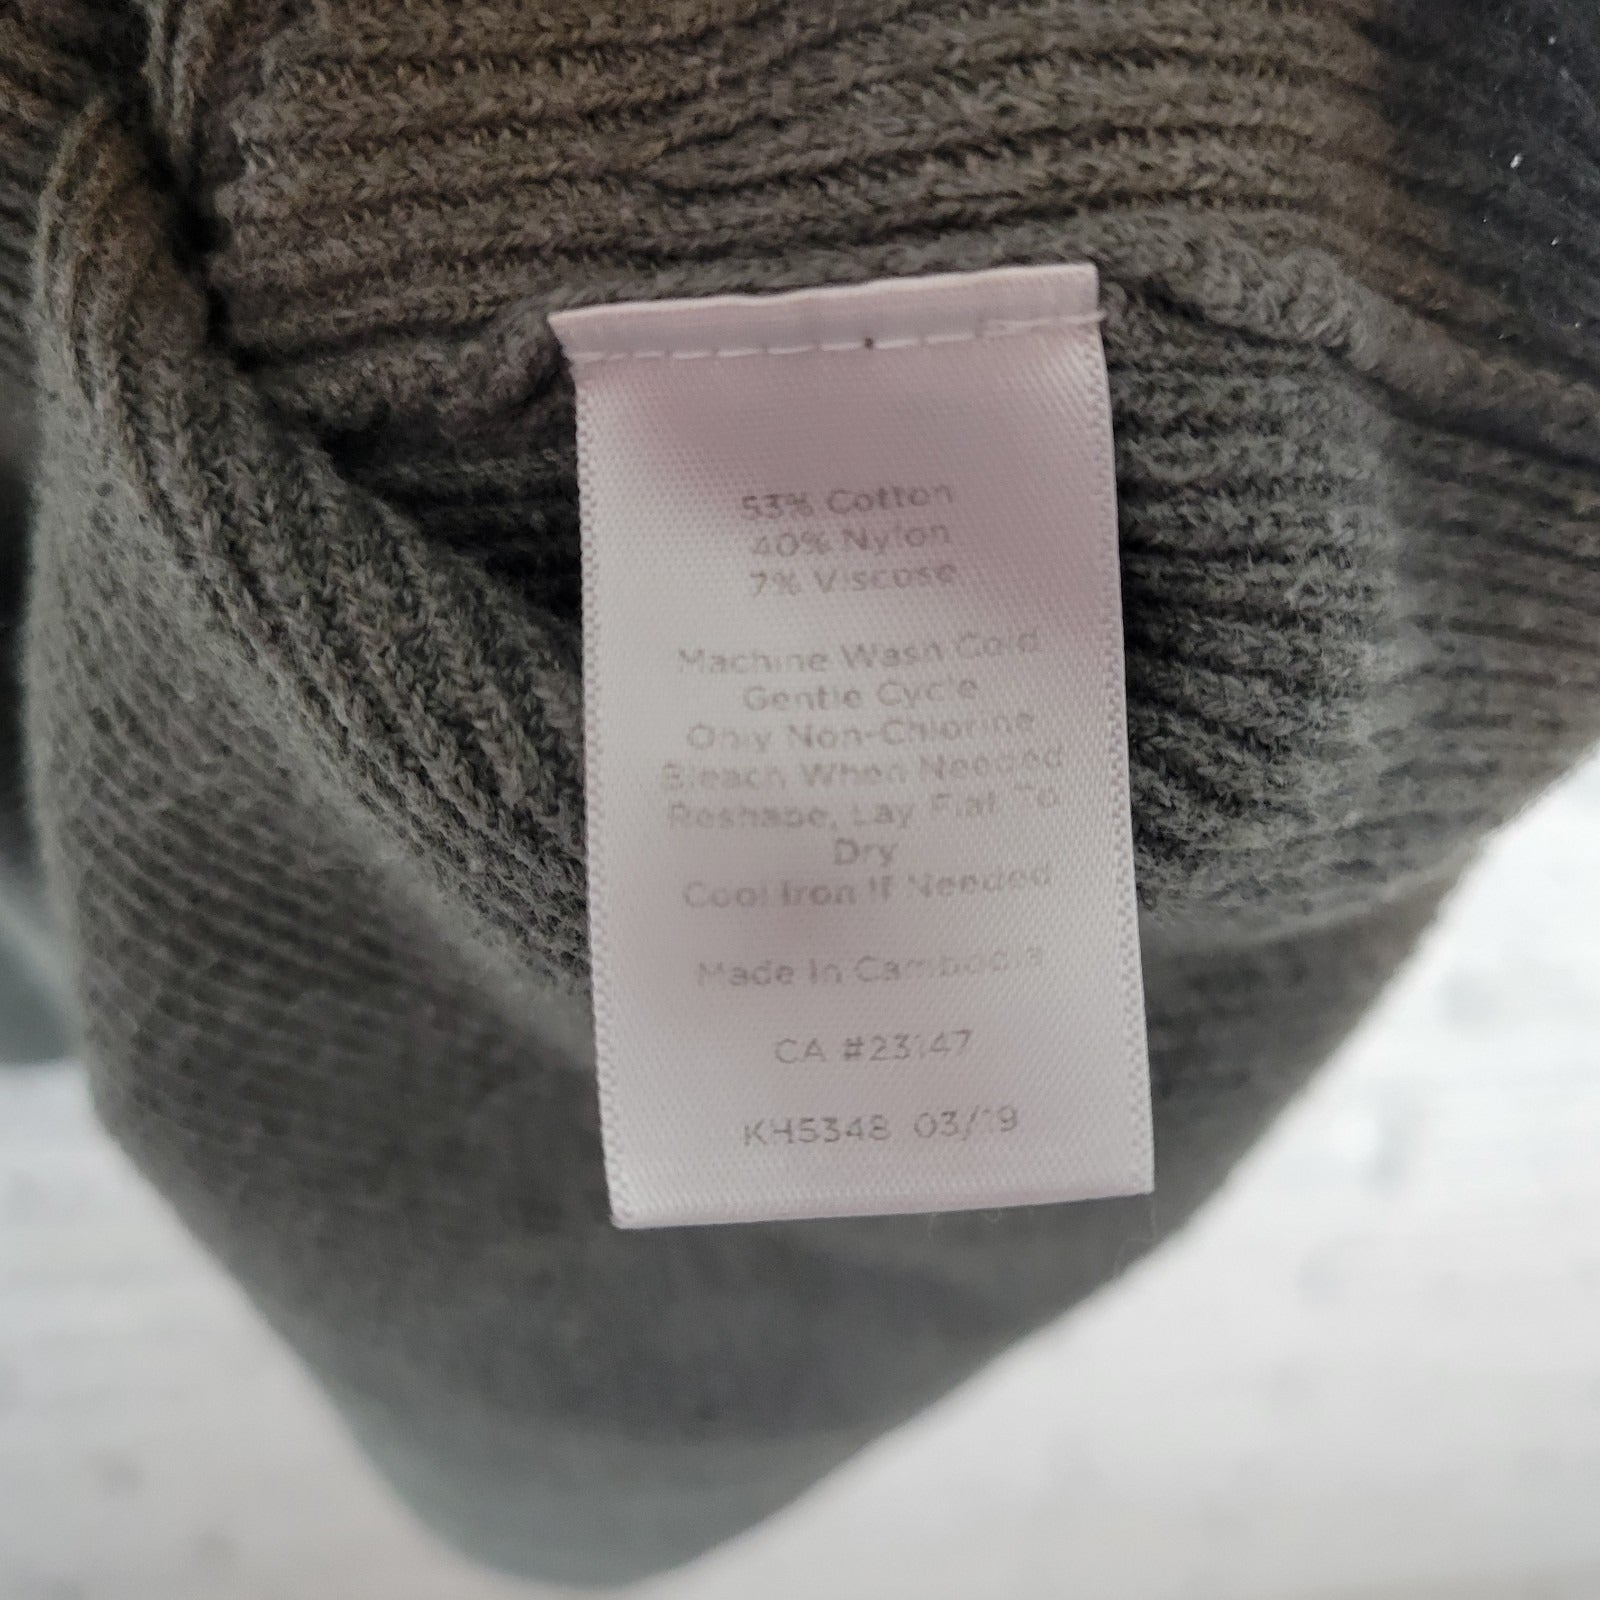 53% Cotton
40% Nylon
7% Viscose
Machine Wash Cold
Gentle Cycle
Only Non-Chlorine
Bleach When Needed
Reshape, Lay Flat To
Dry
Cool Iron If Needed
Made In Cambodia
CA #23147
KH5348 03/19